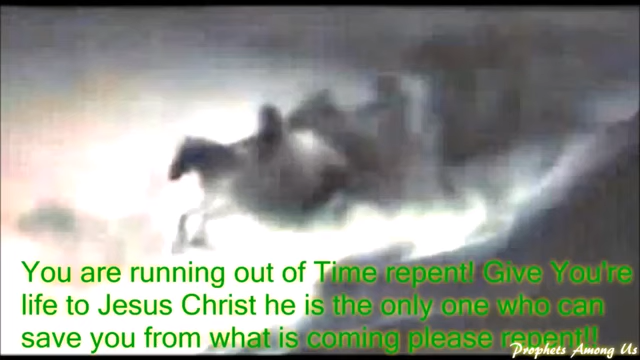 You are running out of Time repent! Give You're
life to Jesus Christ he is the only one who can
save you from what is coming please repent!!
Prophets Among Us